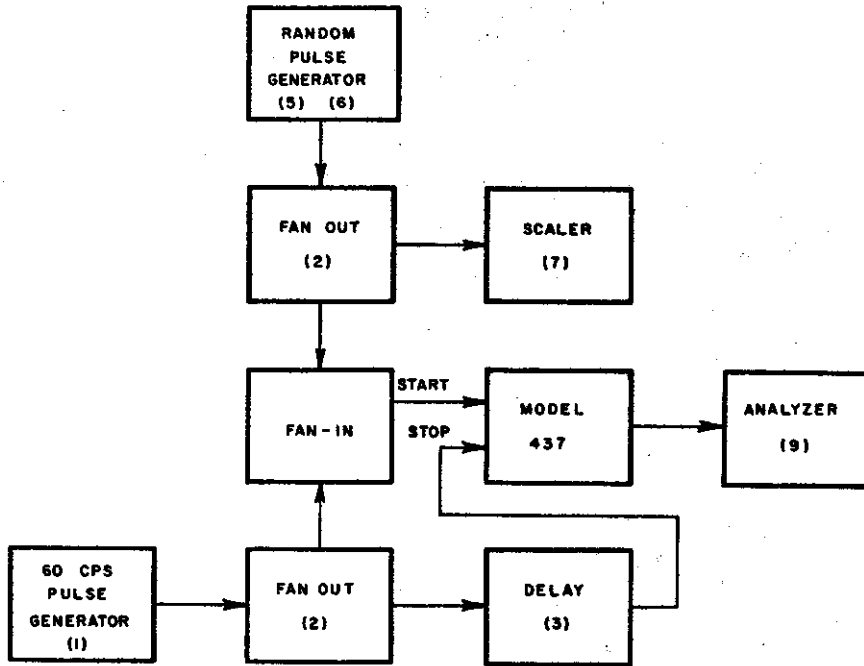 RANDOM
PULSE
GENERATOR
(5) (6)
FAN OUT
(2)
SCALER
(7)
FAN-IN
START
STOP
MODEL
437
ANALYZER
(9)
60 CPS
PULSE
GENERATOR
(1)
FAN OUT
(2)
DELAY
(3)